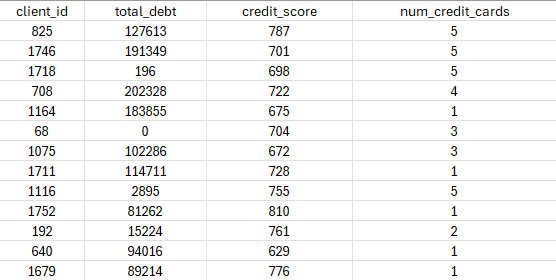 client_id total_debt credit_score num_credit_cards
825 127613 787 5
1746 191349 701 5
1718 196 698 5
708 202328 722 4
1164 183855 675 1
68 0 704 3
1075 102286 672 3
1711 114711 728 1
1116 2895 755 5
1752 81262 810 1
192 15224 761 2
640 94016 629 1
1679 89214 776 1